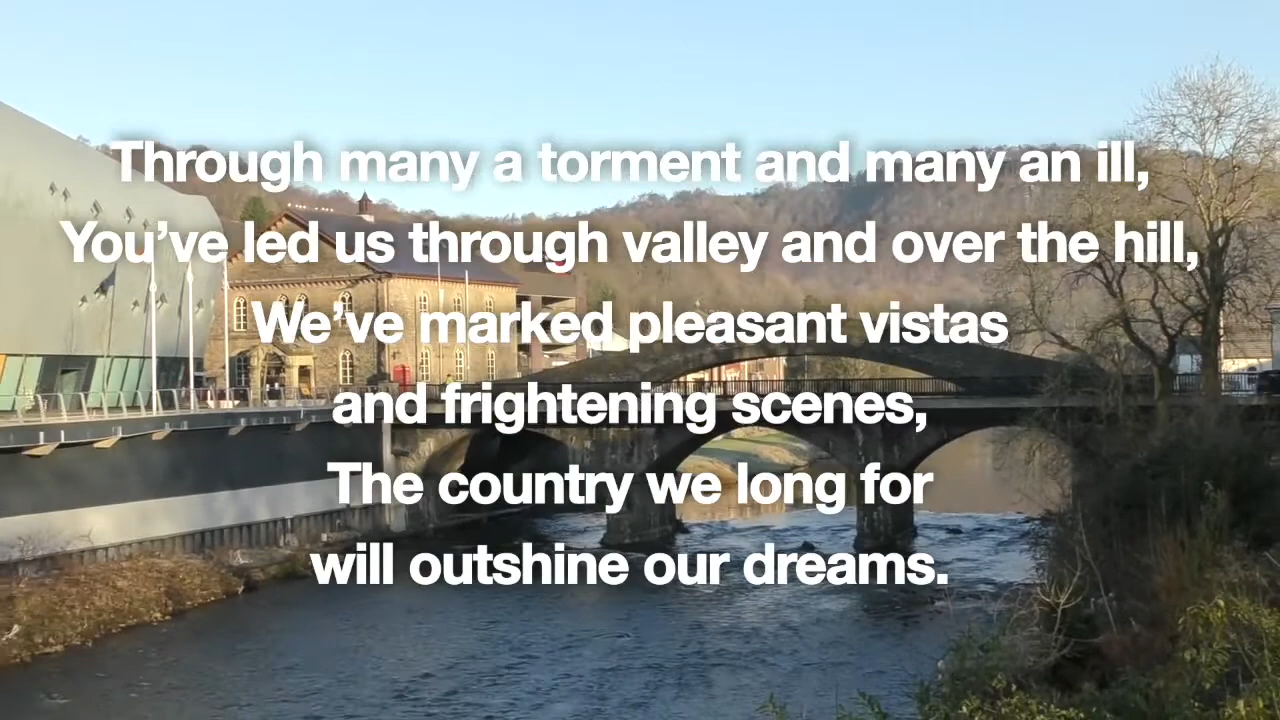 Through many a torment and many an ill,
You’ve led us through valley and over the hill,
We’ve marked pleasant vistas
and frightening scenes,
The country we long for
will outshine our dreams.